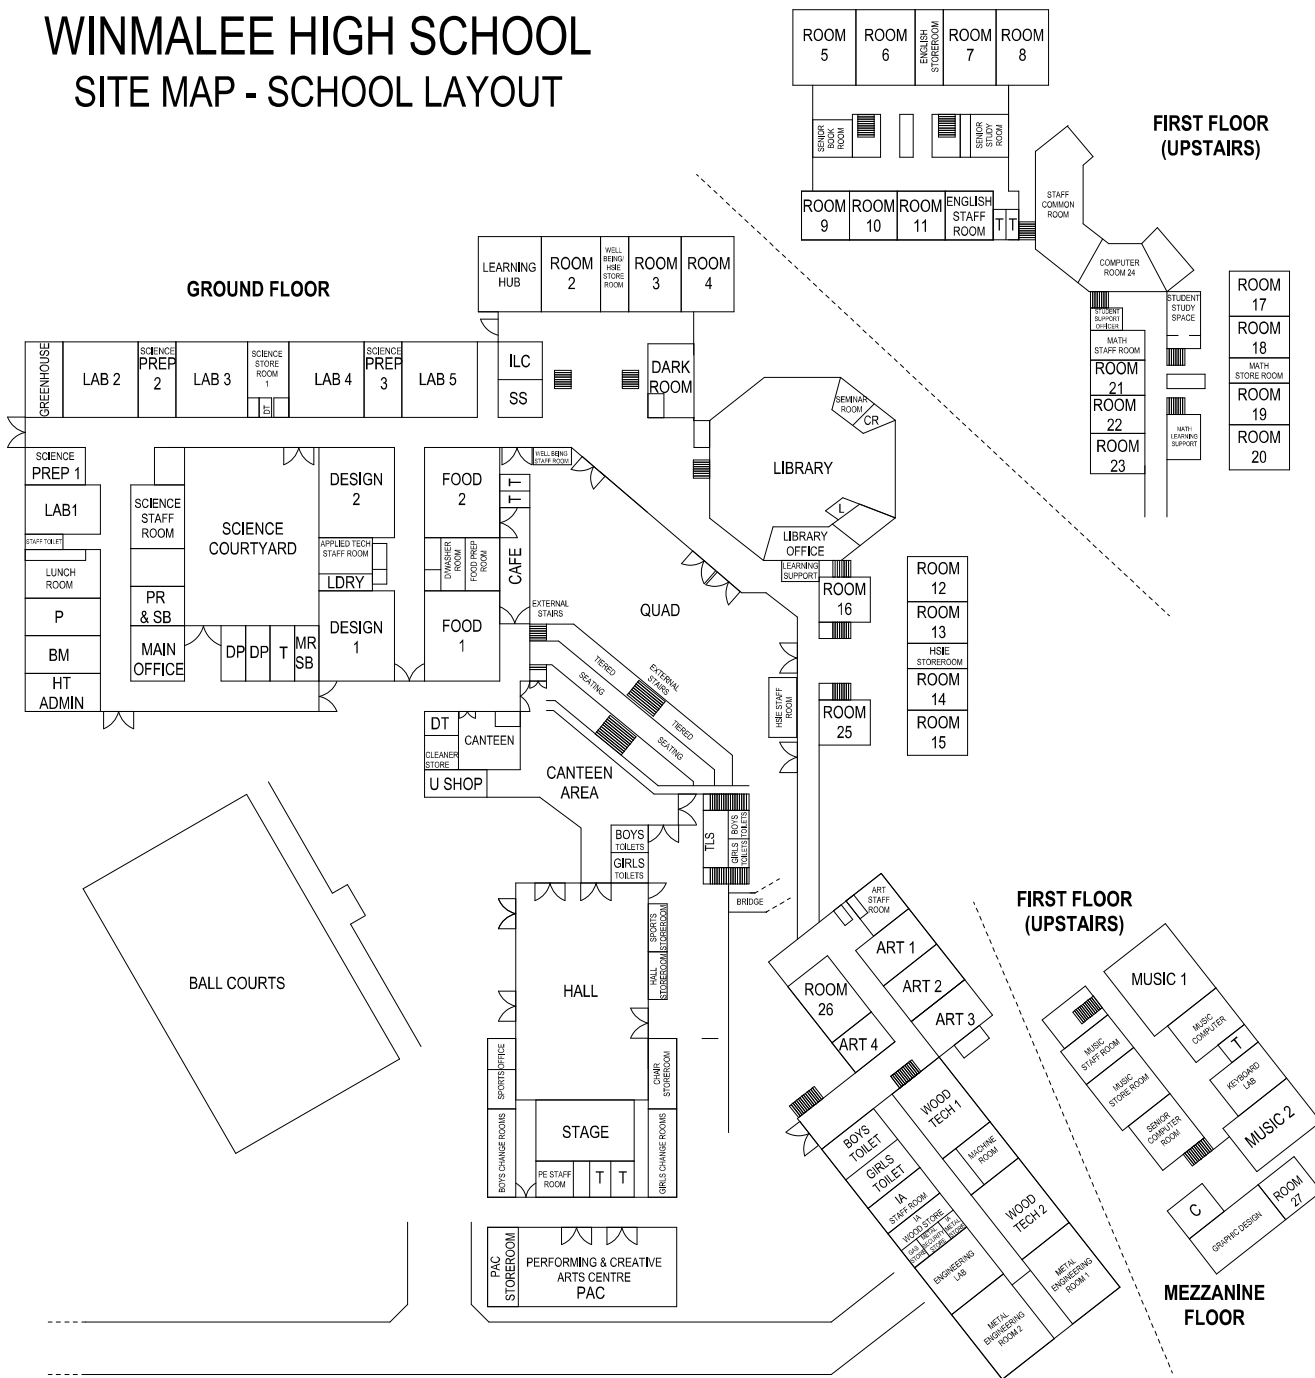 WINMALEE HIGH SCHOOL
SITE MAP - SCHOOL LAYOUT
ROOM
5
ROOM
6
ENGLISH
STOREROOM
ROOM
7
ROOM
8
SENIOR
BOOK
ROOM
SENIOR
STUDY
ROOM
FIRST FLOOR
(UPSTAIRS)
ROOM
9
ROOM
10
ROOM
11
ENGLISH
STAFF
ROOM
T
T
STAFF
COMMON
ROOM
COMPUTER
ROOM 24
STUDENT
SUPPORT
OFFICER
STUDENT
STUDY
SPACE
MATH
STAFF ROOM
ROOM
21
ROOM
22
ROOM
23
MATH
LEARNING
SUPPORT
ROOM
17
ROOM
18
MATH
STORE ROOM
ROOM
19
ROOM
20
GROUND FLOOR
LEARNING
HUB
ROOM
2
WELL
BEING/
HSIE
STORE
ROOM
ROOM
3
ROOM
4
GREENHOUSE
LAB 2
SCIENCE
PREP
2
LAB 3
SCIENCE
STORE
ROOM
1
DT
LAB 4
SCIENCE
PREP
3
LAB 5
ILC
SS
DARK
ROOM
SEMINAR
ROOM
CR
LIBRARY
L
LIBRARY
OFFICE
LEARNING
SUPPORT
SCIENCE
PREP 1
LAB1
STAFF TOILET
LUNCH
ROOM
P
BM
HT
ADMIN
SCIENCE
STAFF
ROOM
PR
& SB
MAIN
OFFICE
SCIENCE
COURTYARD
DP
DP
T
MR
SB
DESIGN
2
APPLIED TECH
STAFF ROOM
LDRY
DESIGN
1
FOOD
2
D/WASHER
ROOM
FOOD PREP
ROOM
FOOD
1
T
T
T
T
CAFE
WELL BEING
STAFF ROOM
EXTERNAL
STAIRS
QUAD
TIERED
SEATING
EXTERNAL
STAIRS
TIERED
SEATING
ROOM
16
ROOM
12
ROOM
13
HSIE
STOREROOM
ROOM
14
ROOM
15
HSIE STAFF
ROOM
ROOM
25
DT
CLEANER
STORE
CANTEEN
U SHOP
CANTEEN
AREA
BOYS
TOILETS
GIRLS
TOILETS
TLS
BOYS
TOILETS
GIRLS
TOILETS
BRIDGE
BALL COURTS
HALL
SPORTS
STOREROOM
HALL
STOREROOM
SPORTS OFFICE
CHAIR
STOREROOM
BOYS CHANGE ROOMS
STAGE
PE STAFF
ROOM
T
T
GIRLS CHANGE ROOMS
PAC
STOREROOM
PERFORMING & CREATIVE
ARTS CENTRE
PAC
ART
STAFF
ROOM
ART 1
ART 2
ART 3
ROOM
26
ART 4
WOOD
TECH 1
MACHINE
ROOM
WOOD
TECH 2
METAL
ENGINEERING
ROOM 1
BOYS
TOILET
GIRLS
TOILET
IA
STAFF ROOM
IA
WOOD STORE
GAS
STORE
METAL
SECURITY
STORE
IA
METAL
STORE
ENGINEERING
LAB
METAL
ENGINEERING
ROOM 2
FIRST FLOOR
(UPSTAIRS)
MUSIC 1
MUSIC
COMPUTER
T
KEYBOARD
LAB
MUSIC 2
MUSIC
STAFF ROOM
MUSIC
STORE ROOM
SENIOR
COMPUTER
ROOM
C
GRAPHIC DESIGN
ROOM
27
MEZZANINE
FLOOR